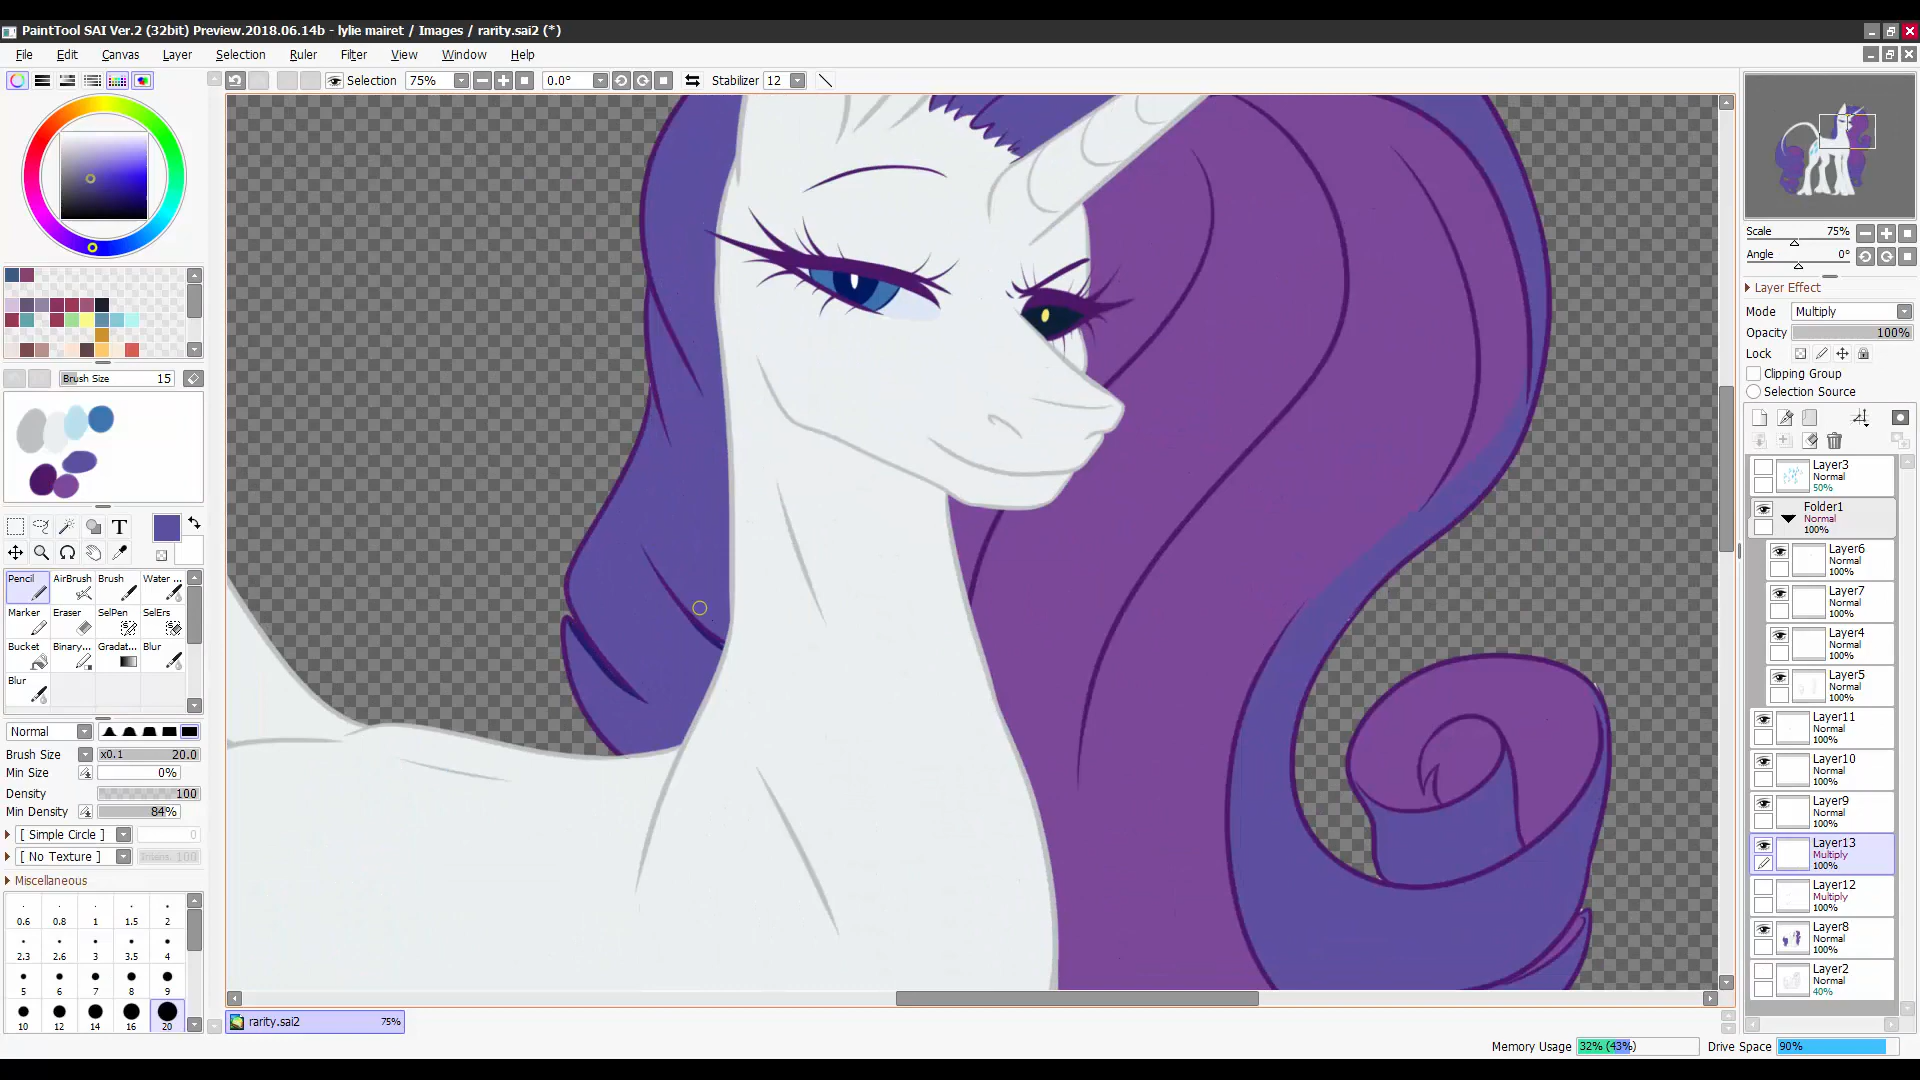 PaintTool SAI Ver.2 (32bit) Preview.2018.06.14b - lylie mairet / Images / rarity.sai2 (*)
File Edit Canvas Layer Selection Ruler Filter View Window Help
Selection 75% 0.0° Stabilizer 12
Scale 75%
Angle 0°
Layer Effect
Mode Multiply
Opacity 100%
Lock
Clipping Group
Selection Source
Brush Size 15
Layer3
Normal
50%
Folder1
Normal
100%
Layer6
Normal
100%
Layer7
Normal
100%
Layer4
Normal
100%
Layer5
Normal
100%
Layer11
Normal
100%
Layer10
Normal
100%
Layer9
Normal
100%
Layer13
Multiply
100%
Layer12
Multiply
100%
Layer8
Normal
100%
Layer2
Normal
40%
T
Pencil AirBrush Brush Water ...
Marker Eraser SelPen SelErs
Bucket Binary... Gradat... Blur
Blur
Normal
Brush Size x0.1 20.0
Min Size 0%
Density 100
Min Density 84%
[ Simple Circle ] 0
[ No Texture ] 100
Miscellaneous
0.6 0.8 1 1.5 2
2.3 2.6 3 3.5 4
5 6 7 8 9
10 12 14 16 20
rarity.sai2 75%
Memory Usage 32% (43%) Drive Space 90%